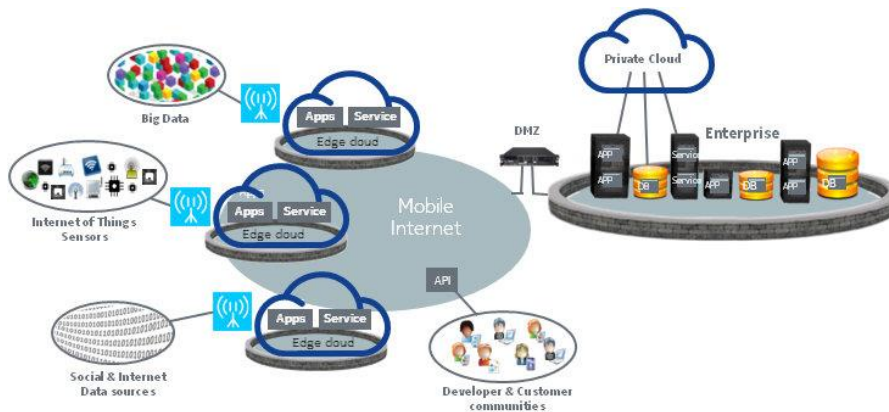 Private Cloud
Big Data
Apps Service
Edge cloud
DMZ
Enterprise
APP
APP
DB
Service
Service
APP
DB
APP
APP
DB
Internet of Things
Sensors
Apps Service
Edge cloud
Mobile
Internet
API
Social & Internet
Data sources
Apps Service
Edge cloud
Developer & Customer
communities